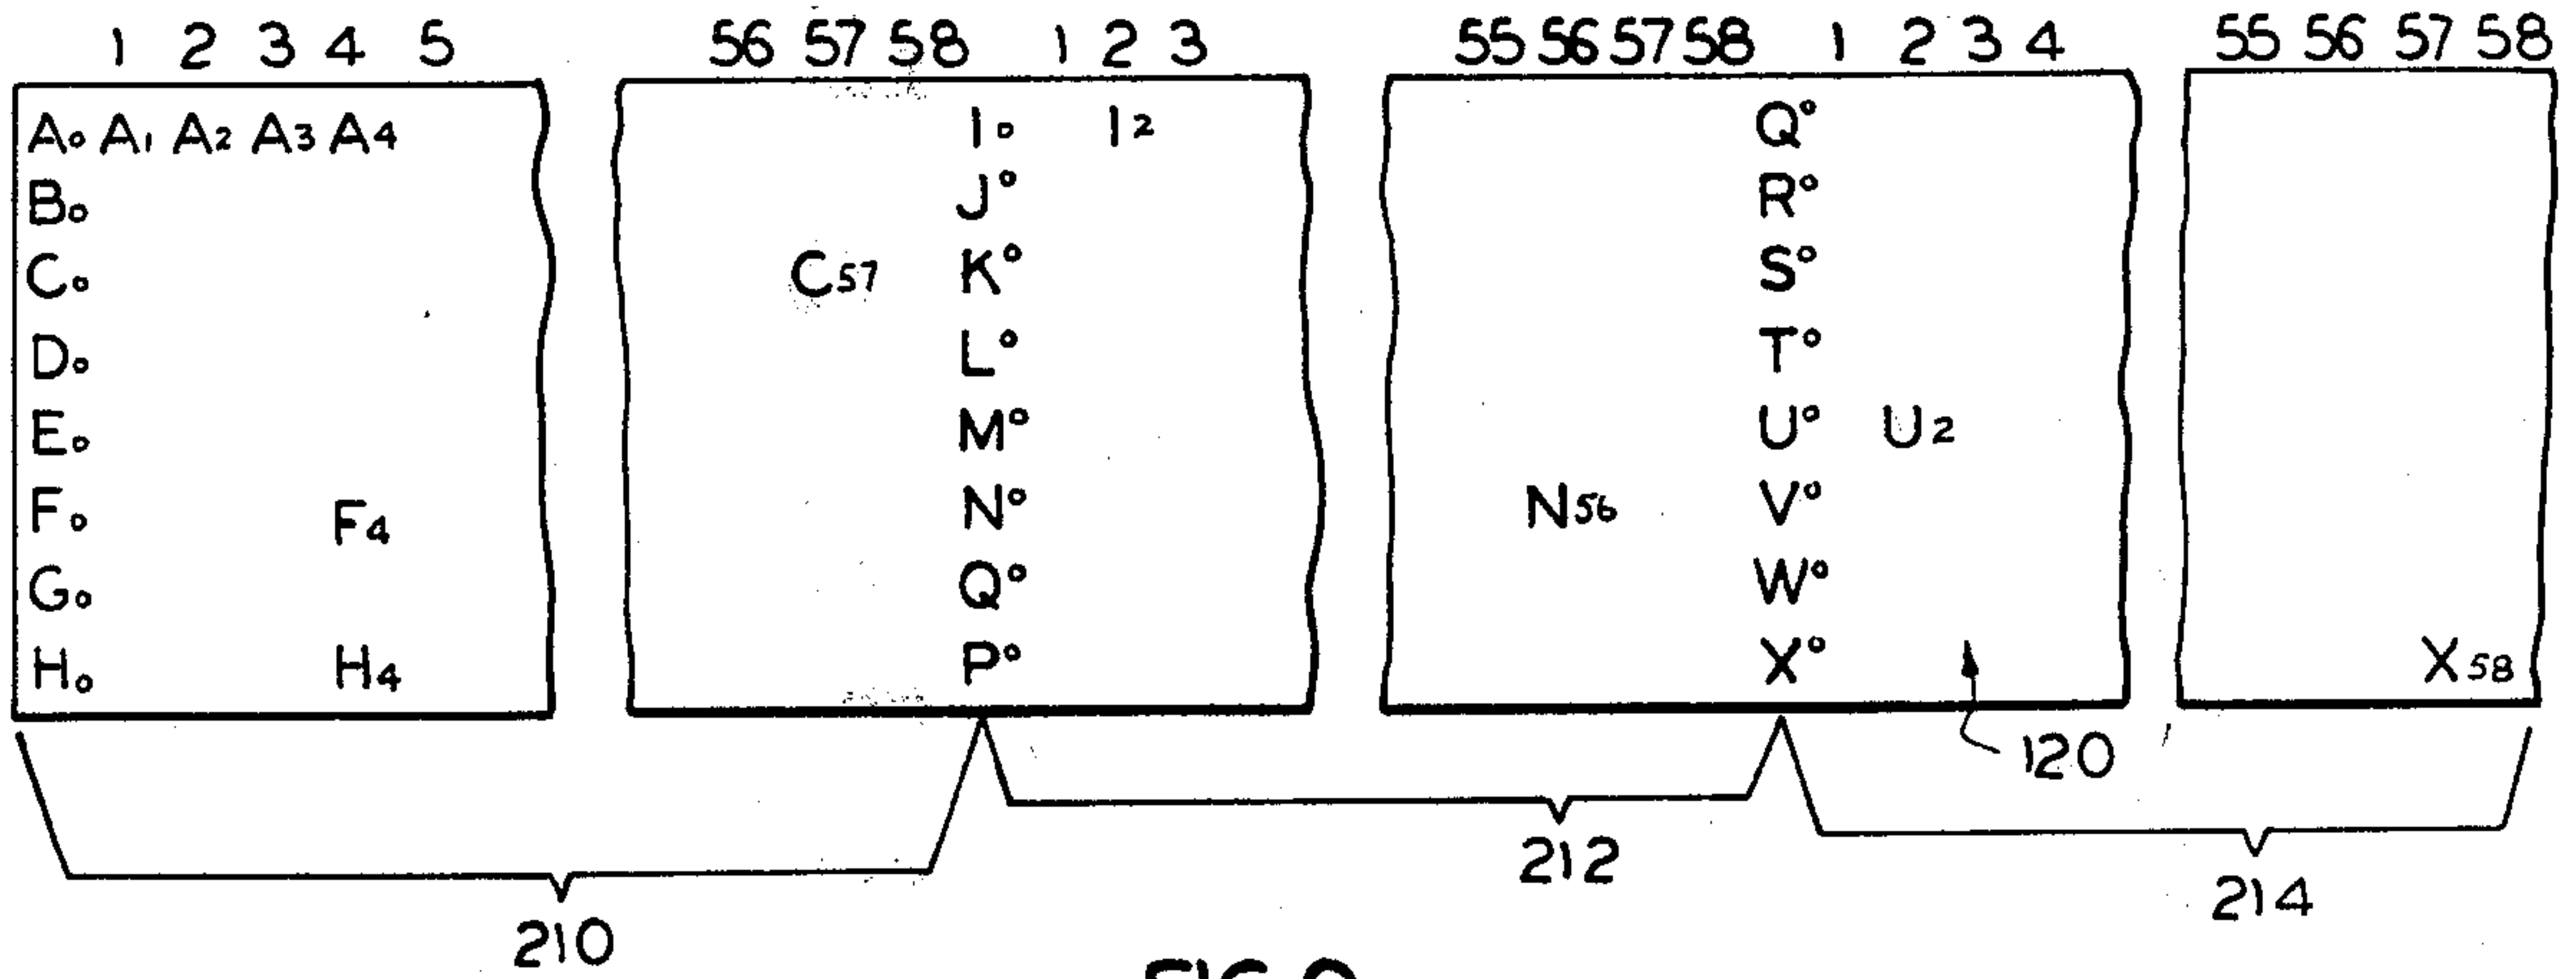 1 2 3 4 5 56 57 58 1 2 3 55 56 57 58 1 2 3 4 55 56 57 58
A₀ A₁ A₂ A₃ A₄ I₀ I₂ Q°
B₀ J° R°
C₀ C₅₇ K° S°
D₀ L° T°
E₀ M° U° U₂
F₀ F₄ N° N₅₆ V°
G₀ Q° W°
H₀ H₄ P° X° X₅₈
120
212
214
210